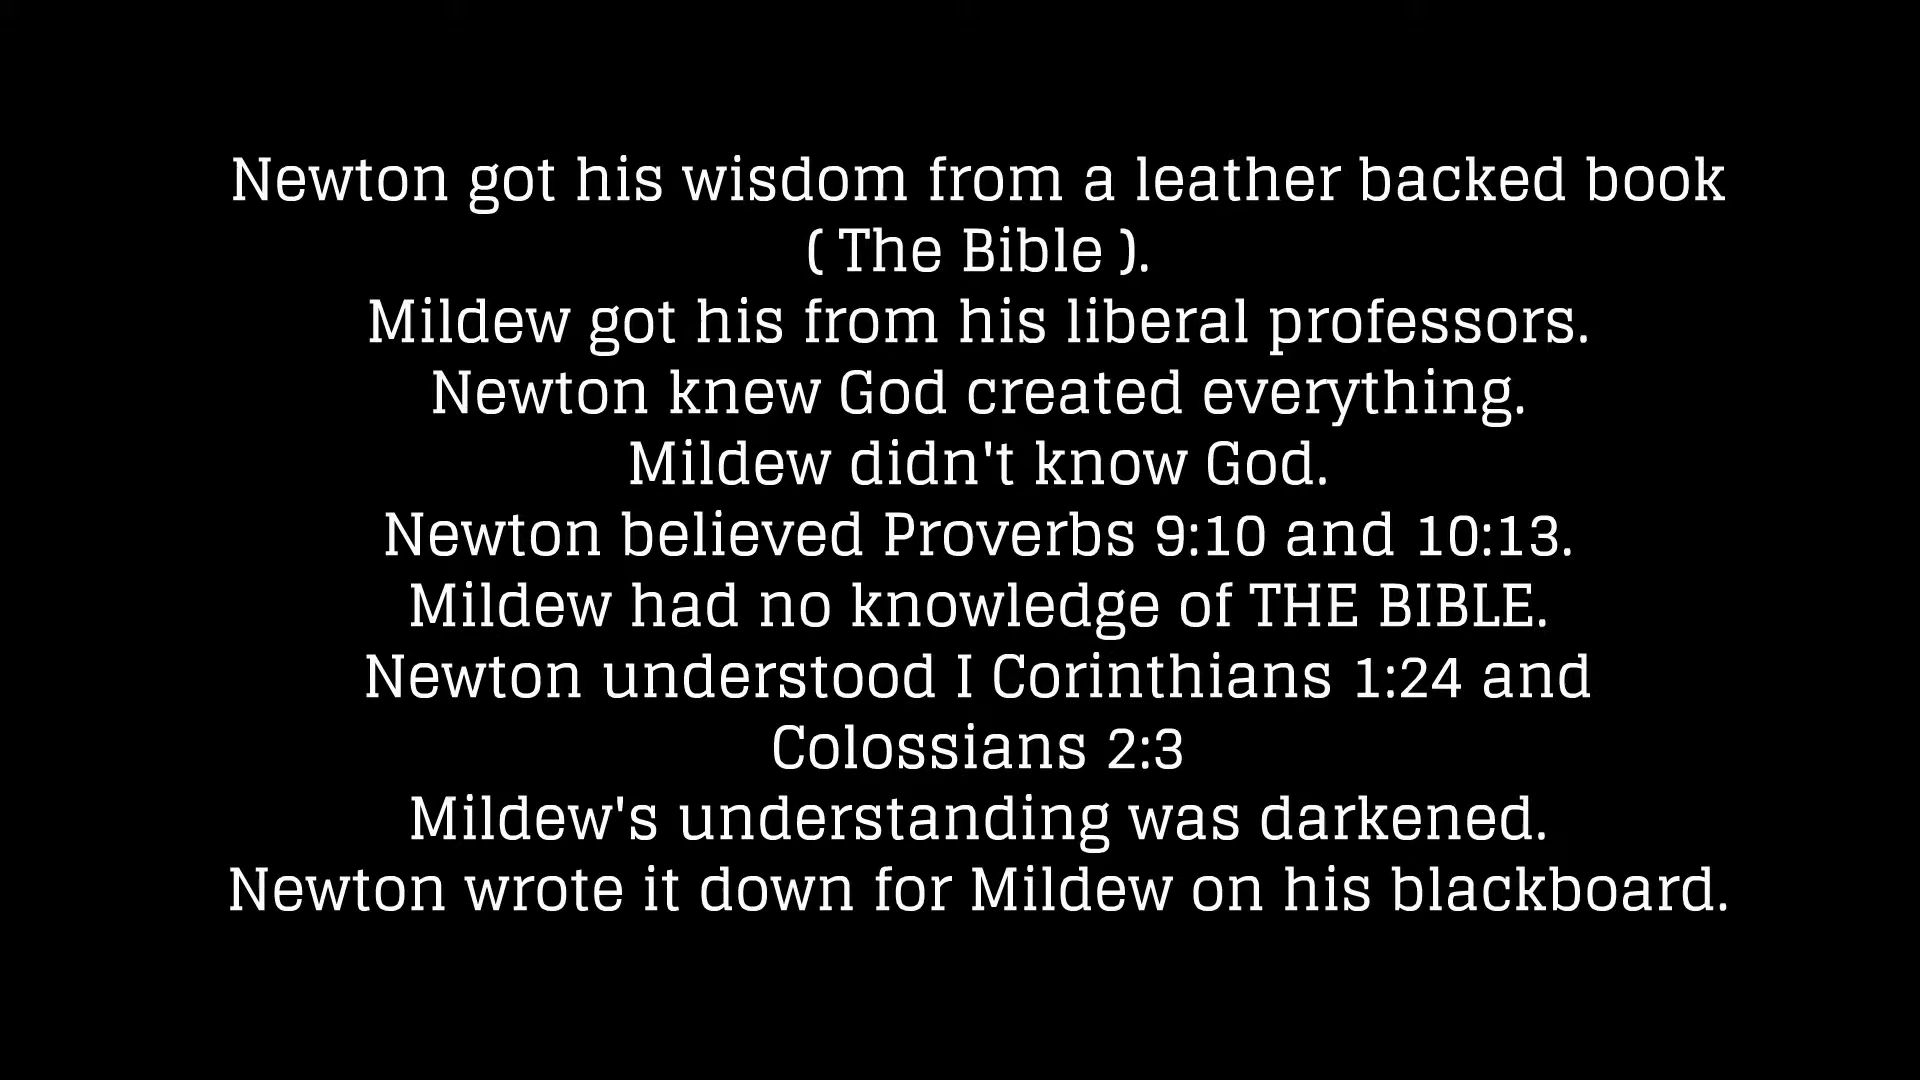 Newton got his wisdom from a leather backed book
( The Bible ).
Mildew got his from his liberal professors.
Newton knew God created everything.
Mildew didn't know God.
Newton believed Proverbs 9:10 and 10:13.
Mildew had no knowledge of THE BIBLE.
Newton understood I Corinthians 1:24 and
Colossians 2:3
Mildew's understanding was darkened.
Newton wrote it down for Mildew on his blackboard.